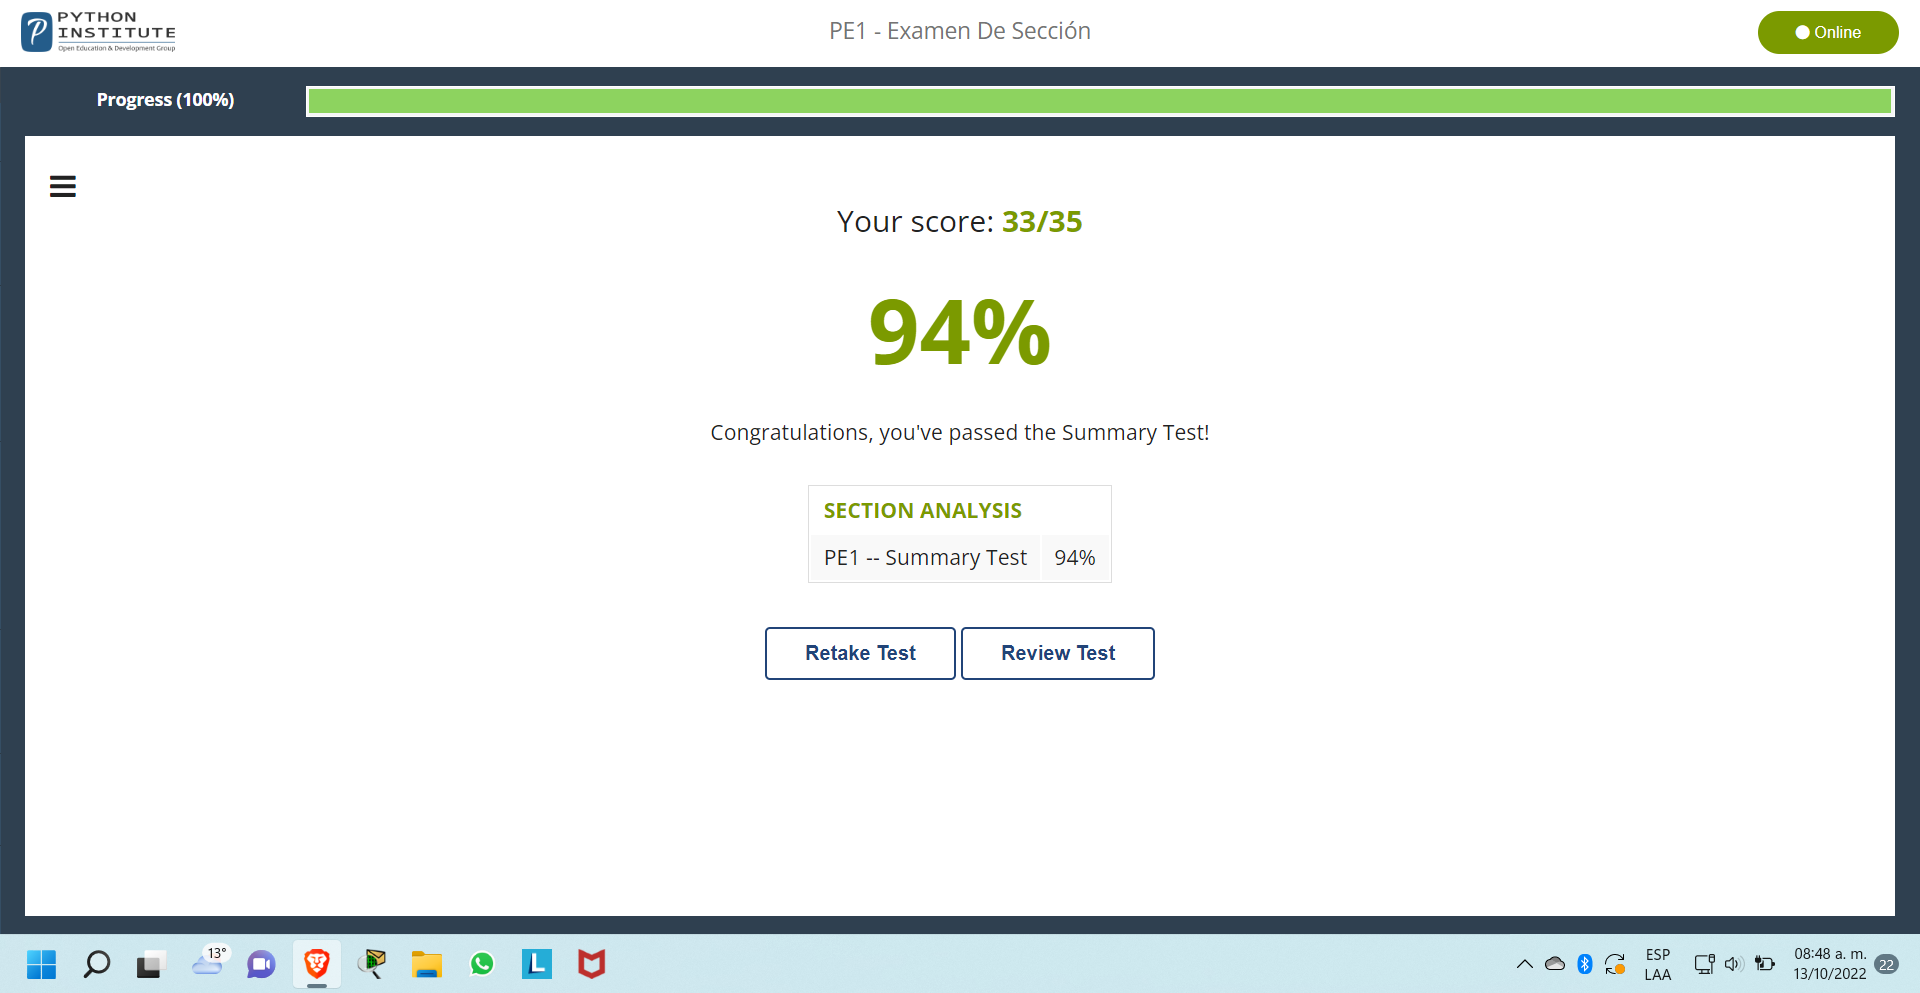 PYTHON
INSTITUTE
Open Education & Development Group
PE1 - Examen De Sección
Online
Progress (100%)
Your score: 33/35
94%
Congratulations, you've passed the Summary Test!
SECTION ANALYSIS
PE1 -- Summary Test 94%
Retake Test
Review Test
13°
L
ESP
LAA
08:48 a. m.
13/10/2022
22